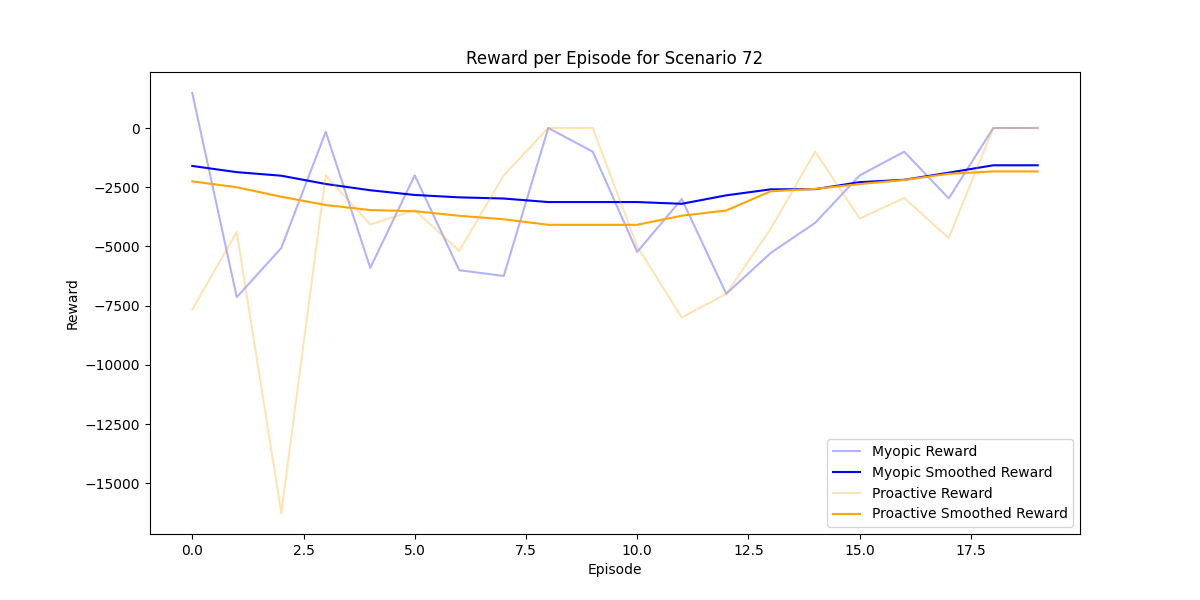 Reward per Episode for Scenario 72
0
−2500
−5000
−7500
−10000
−12500
−15000
Reward
0.0 2.5 5.0 7.5 10.0 12.5 15.0 17.5
Episode
Myopic Reward
Myopic Smoothed Reward
Proactive Reward
Proactive Smoothed Reward